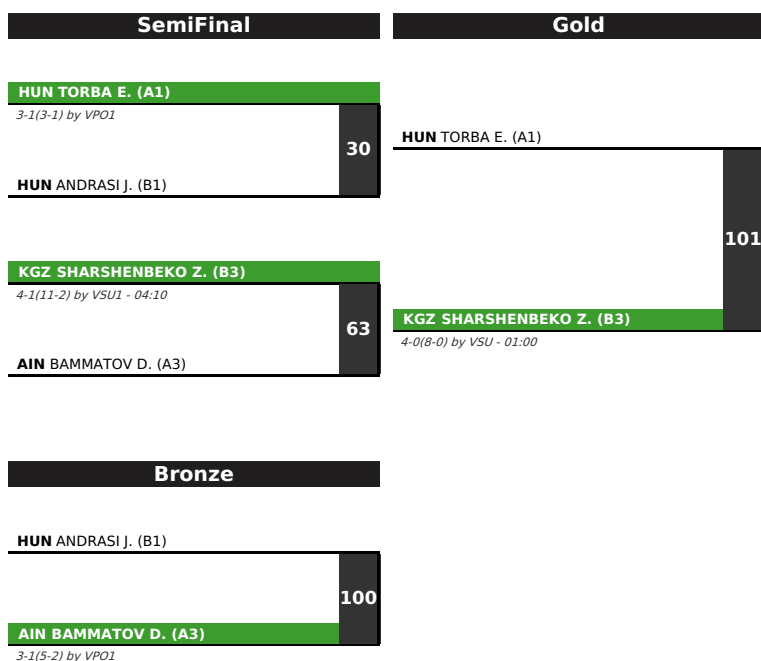 SemiFinal
HUN TORBA E. (A1)
3-1(3-1) by VPO1
30
HUN ANDRASI J. (B1)
KGZ SHARSHENBEKO Z. (B3)
4-1(11-2) by VSU1 - 04:10
63
AIN BAMMATOV D. (A3)
Gold
HUN TORBA E. (A1)
101
KGZ SHARSHENBEKO Z. (B3)
4-0(8-0) by VSU - 01:00
Bronze
HUN ANDRASI J. (B1)
100
AIN BAMMATOV D. (A3)
3-1(5-2) by VPO1